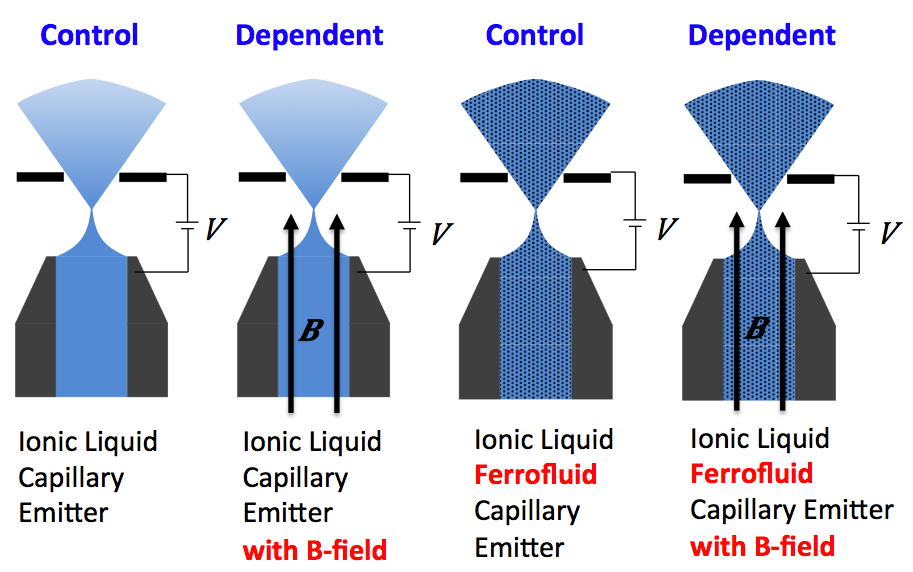 Control
Dependent
Control
Dependent
V
V
V
V
B
B
Ionic Liquid
Capillary
Emitter
Ionic Liquid
Capillary
Emitter
with B-field
Ionic Liquid
Ferrofluid
Capillary
Emitter
Ionic Liquid
Ferrofluid
Capillary Emitter
with B-field